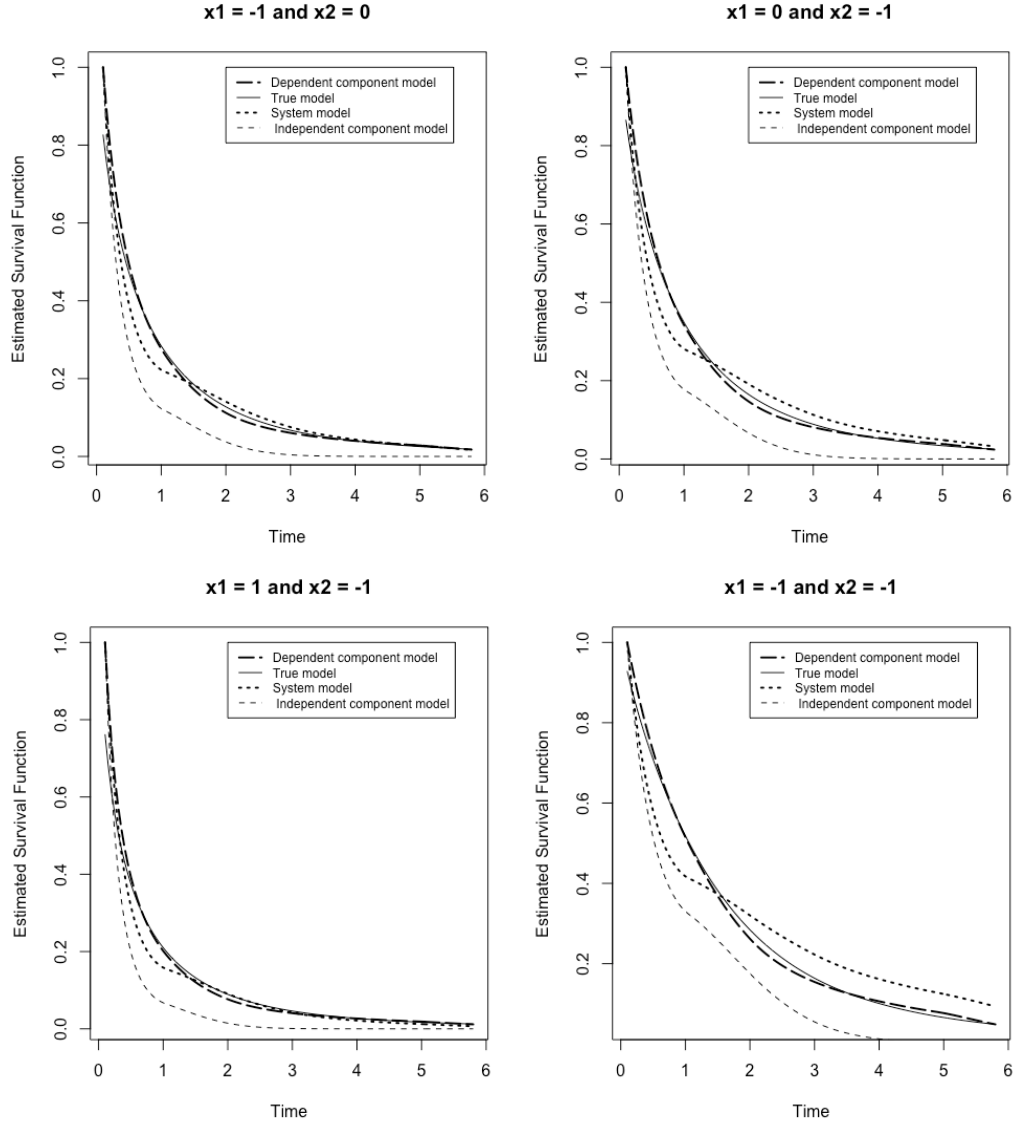 x1 = -1 and x2 = 0
Estimated Survival Function
1.0
0.8
0.6
0.4
0.2
0.0
Dependent component model
True model
System model
Independent component model
0 1 2 3 4 5 6
Time
x1 = 0 and x2 = -1
Estimated Survival Function
1.0
0.8
0.6
0.4
0.2
0.0
Dependent component model
True model
System model
Independent component model
0 1 2 3 4 5 6
Time
x1 = 1 and x2 = -1
Estimated Survival Function
1.0
0.8
0.6
0.4
0.2
0.0
Dependent component model
True model
System model
Independent component model
0 1 2 3 4 5 6
Time
x1 = -1 and x2 = -1
Estimated Survival Function
1.0
0.8
0.6
0.4
0.2
Dependent component model
True model
System model
Independent component model
0 1 2 3 4 5 6
Time